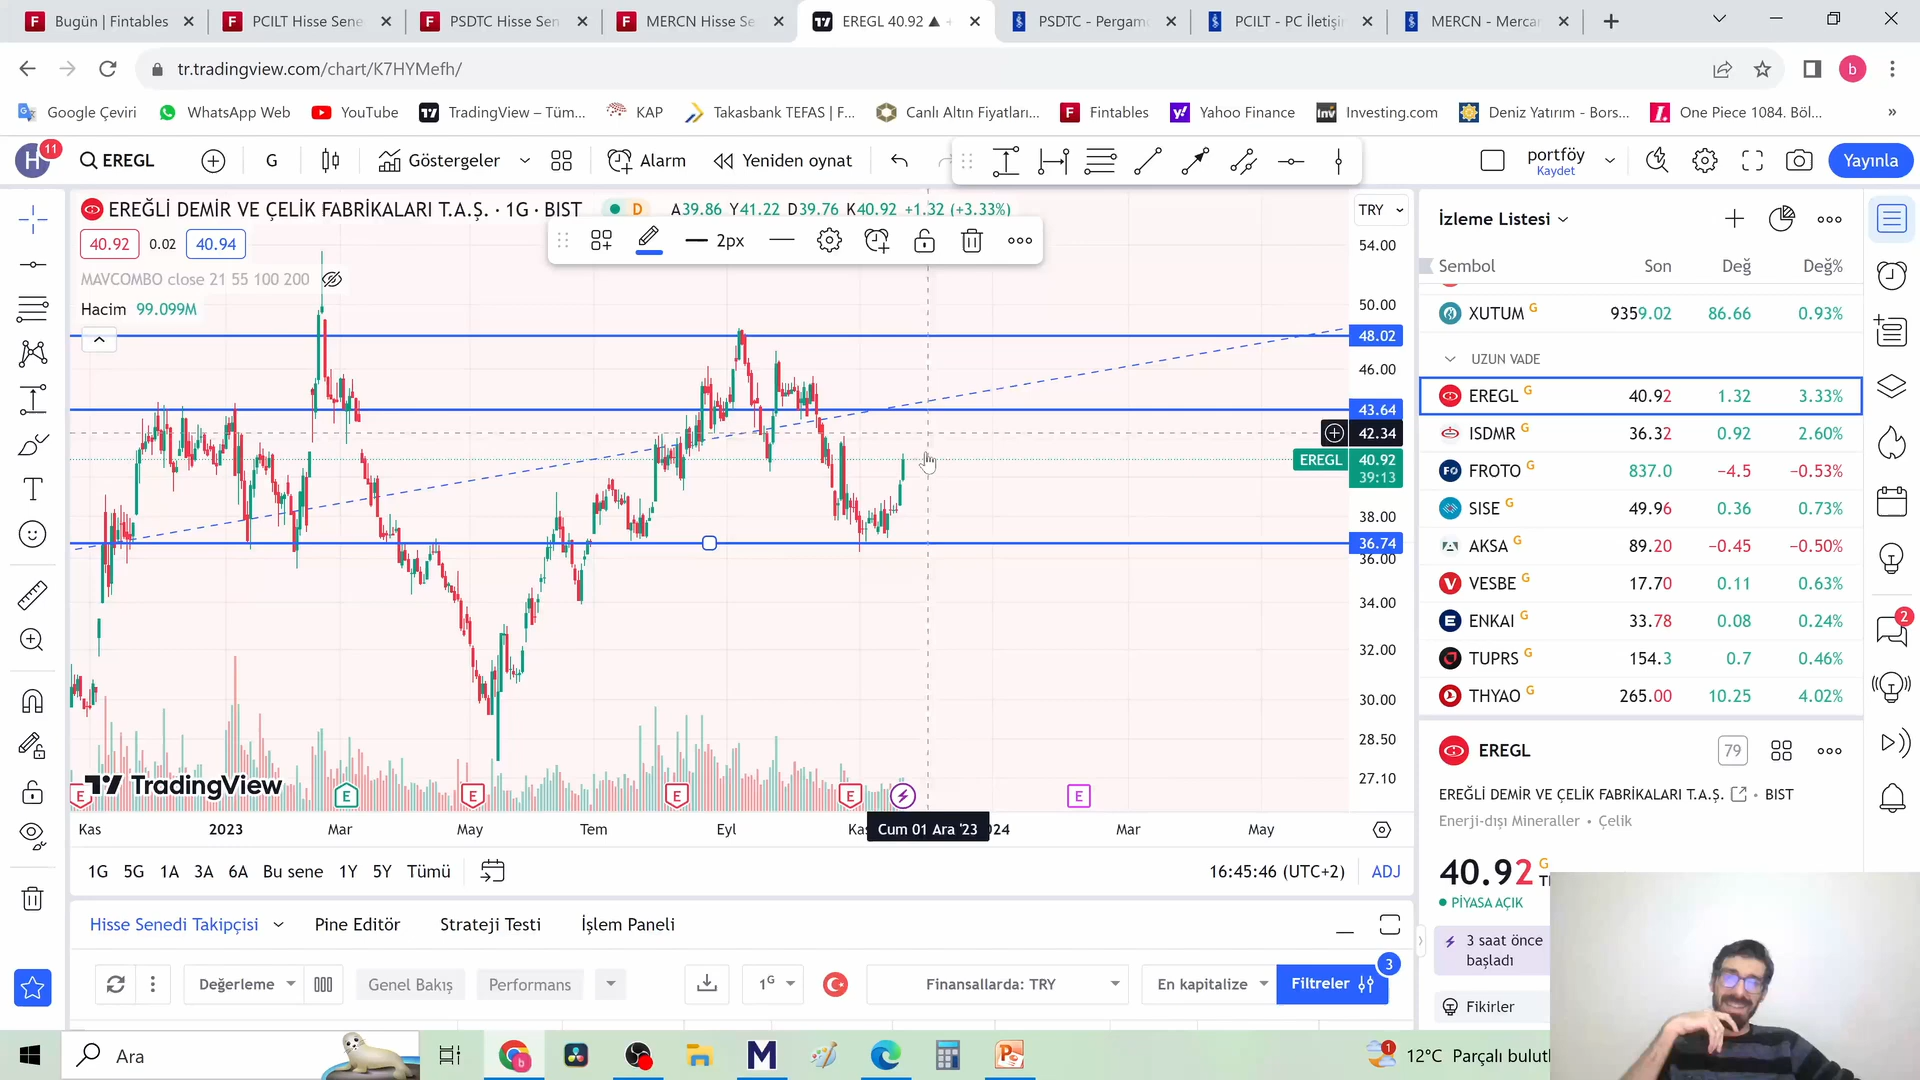 Bugün | Fintables
PCILT Hisse Sene
PSDTC Hisse Sen
MERCN Hisse Se
EREGL 40.92 ▲
PSDTC - Pergamo
PCILT - PC İletişin
MERCN - Mercan
tr.tradingview.com/chart/K7HYMefh/
b
Google Çeviri
WhatsApp Web
YouTube
TradingView – Tüm...
KAP
Takasbank TEFAS | F...
Canlı Altın Fiyatları...
Fintables
Yahoo Finance
Investing.com
Deniz Yatırım - Bors...
One Piece 1084. Böl...
»
H 11
EREGL
G
Göstergeler
Alarm
Yeniden oynat
portföy
Kaydet
Yayınla
EREĞLİ DEMİR VE ÇELİK FABRİKALARI T.A.Ş. · 1G · BIST
D
A39.86 Y41.22 D39.76 K40.92 +1.32 (+3.33%)
TRY
40.92 0.02 40.94
2px
MAVCOMBO close 21 55 100 200
Hacim 99.099M
54.00
50.00
48.02
46.00
43.64
42.34
EREGL 40.92
39:13
38.00
36.74
36.00
34.00
32.00
30.00
28.50
27.10
TradingView
E E E E E E
Kas 2023 Mar May Tem Eyl Kas Cum 01 Ara '23 2024 Mar May
1G 5G 1A 3A 6A Bu sene 1Y 5Y Tümü
16:45:46 (UTC+2) ADJ
Hisse Senedi Takipçisi Pine Editör Strateji Testi İşlem Paneli
Değerleme Genel Bakış Performans 1G Finansallarda: TRY En kapitalize Filtreler 3
İzleme Listesi
Sembol Son Değ Değ%
XUTUM G 9359.02 86.66 0.93%
UZUN VADE
EREGL G 40.92 1.32 3.33%
ISDMR G 36.32 0.92 2.60%
FROTO G 837.0 −4.5 −0.53%
SISE G 49.96 0.36 0.73%
AKSA G 89.20 −0.45 −0.50%
VESBE G 17.70 0.11 0.63%
ENKAI G 33.78 0.08 0.24%
TUPRS G 154.3 0.7 0.46%
THYAO G 265.00 10.25 4.02%
2
EREGL 79
EREĞLİ DEMİR VE ÇELİK FABRİKALARI T.A.Ş. • BIST
Enerji-dışı Mineraller • Çelik
40.92 G
PİYASA AÇIK
3 saat önce
başladı
Fikirler
Ara
1
12°C Parçalı bulutl